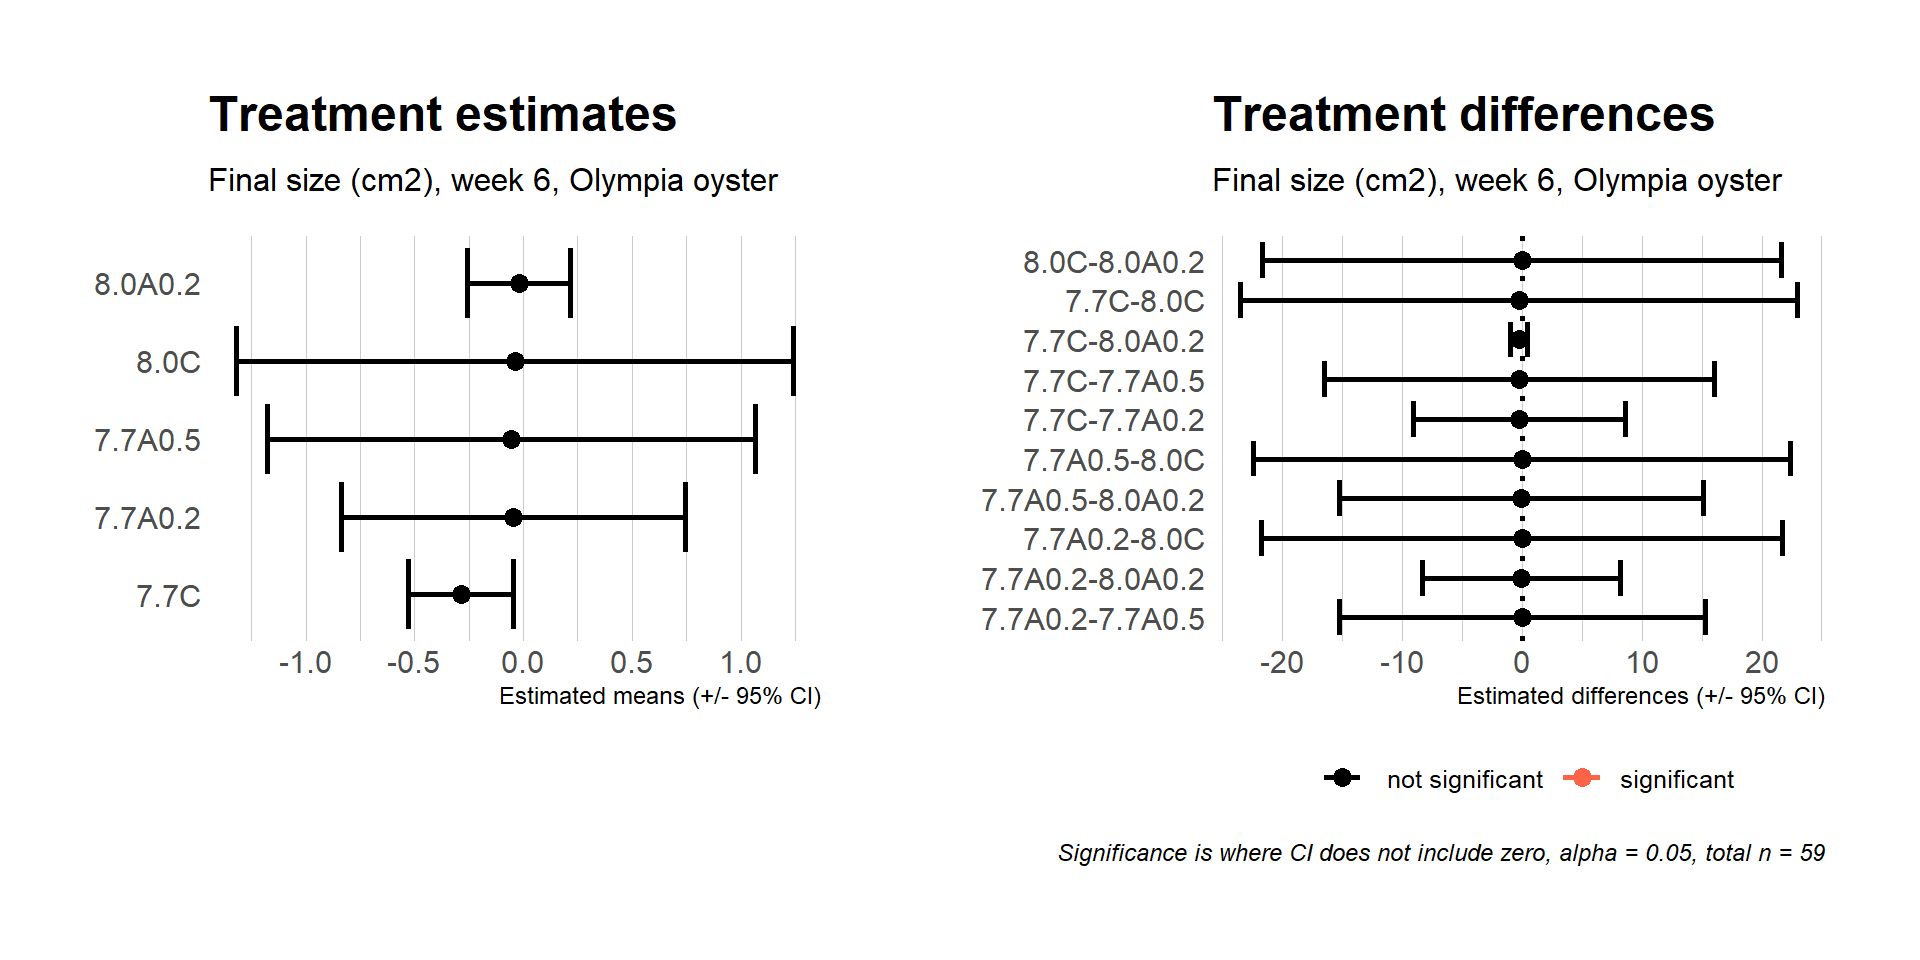 Treatment estimates
Final size (cm2), week 6, Olympia oyster
8.0A0.2
8.0C
7.7A0.5
7.7A0.2
7.7C
-1.0 -0.5 0.0 0.5 1.0
Estimated means (+/- 95% CI)
Treatment differences
Final size (cm2), week 6, Olympia oyster
8.0C-8.0A0.2
7.7C-8.0C
7.7C-8.0A0.2
7.7C-7.7A0.5
7.7C-7.7A0.2
7.7A0.5-8.0C
7.7A0.5-8.0A0.2
7.7A0.2-8.0C
7.7A0.2-8.0A0.2
7.7A0.2-7.7A0.5
-20 -10 0 10 20
Estimated differences (+/- 95% CI)
not significant significant
Significance is where CI does not include zero, alpha = 0.05, total n = 59